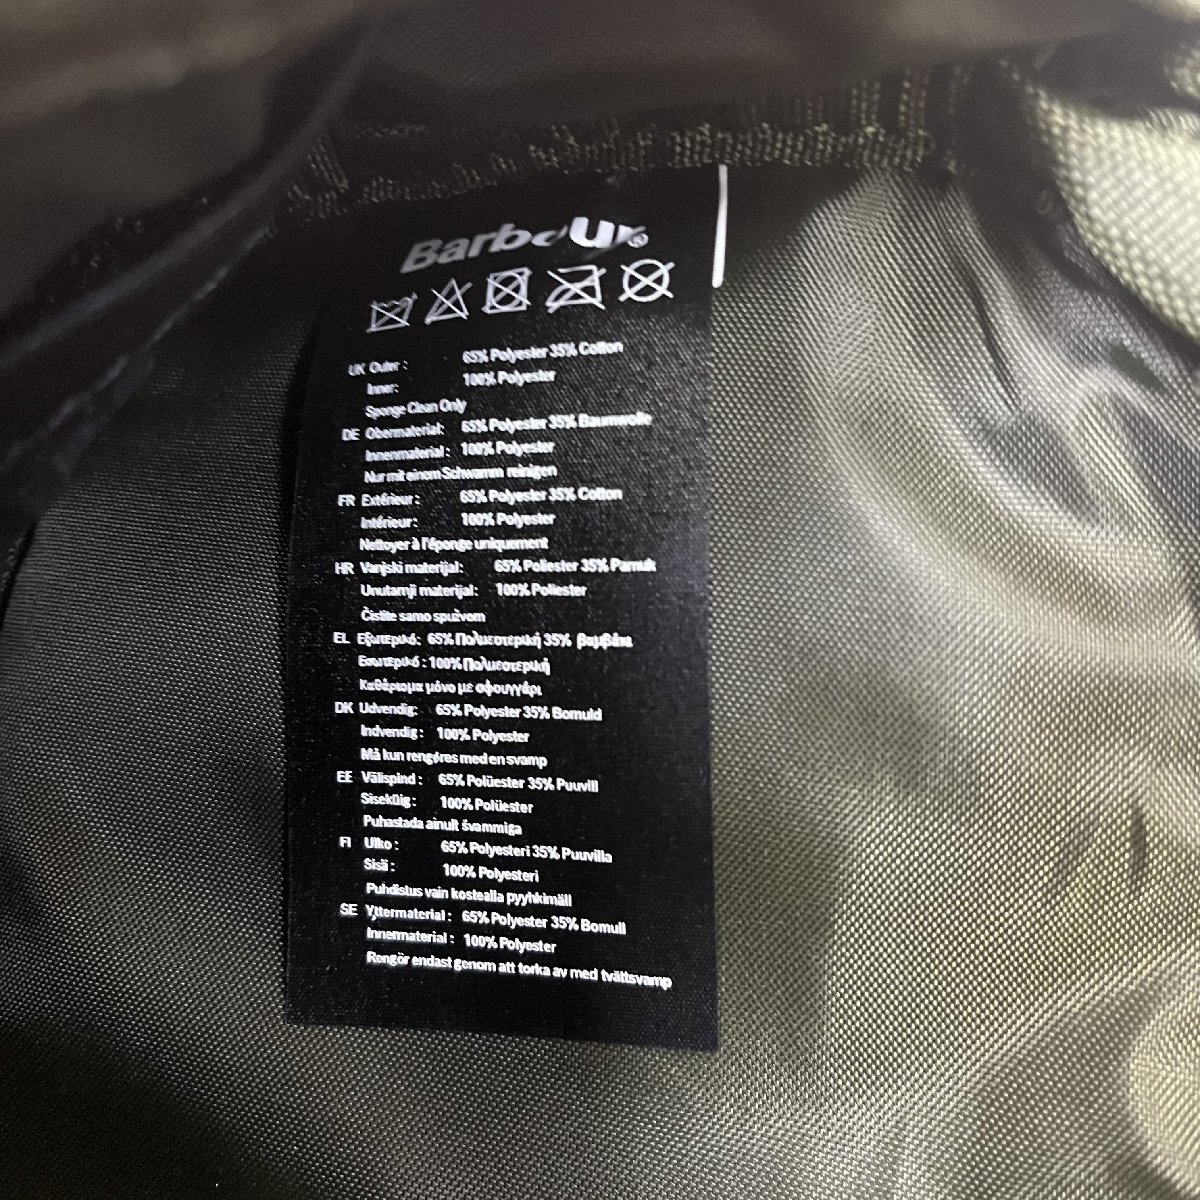 Barbour®
UK Outer: 65% Polyester 35% Cotton
Inner: 100% Polyester
Sponge Clean Only
DE Obermaterial: 65% Polyester 35% Baumwolle
Innenmaterial: 100% Polyester
Nur mit einem Schwamm reinigen
FR Extérieur: 65% Polyester 35% Cotton
Intérieur: 100% Polyester
Nettoyer à l'éponge uniquement
HR Vanjski materijal: 65% Poliester 35% Pamuk
Unutarnji materijal: 100% Poliester
Čistite samo spužvom
EL Εξωτερικό: 65% Πολυεστερική 35% βαμβάκι
Εσωτερικό: 100% Πολυεστερική
Καθάρισμα μόνο με σφουγγάρι
DK Udvendig: 65% Polyester 35% Bomuld
Indvendig: 100% Polyester
Må kun rengøres med en svamp
EE Välispind: 65% Polüester 35% Puuvill
Sisekülg: 100% Polüester
Puhastada ainult švammiga
FI Ulko: 65% Polyesteri 35% Puuvilla
Sisä: 100% Polyesteri
Puhdistus vain kostealla pyyhkimäll
SE Yttermaterial: 65% Polyester 35% Bomull
Innermaterial: 100% Polyester
Rengör endast genom att torka av med tvättsvamp